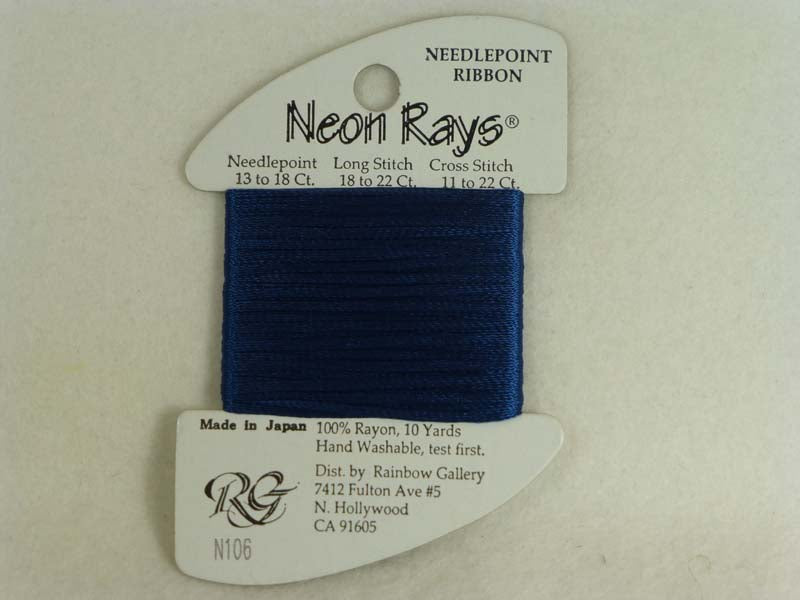 NEEDLEPOINT
RIBBON
Neon Rays®
Needlepoint Long Stitch Cross Stitch
13 to 18 Ct. 18 to 22 Ct. 11 to 22 Ct.
Made in Japan 100% Rayon, 10 Yards
Hand Washable, test first.
Dist. by Rainbow Gallery
7412 Fulton Ave #5
N. Hollywood
CA 91605
RG
N106